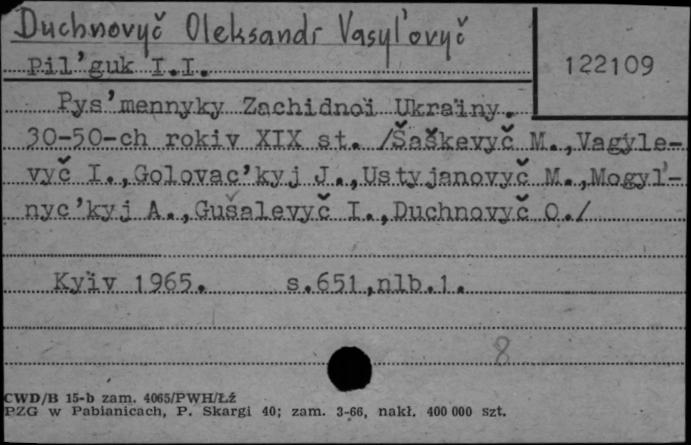 Duchnovyč Oleksandr Vasyl'ovyč
Pil'guk I.I.
122109
Pys'mennyky Zachidnoï Ukraïny.
30-50-ch rokiv XIX st. /Šaškevyč M.,Vagyle-
vyč I.,Golovac'kyj J.,Ustyjanovyč M.,Mogyl'-
nyc'kyj A.,Gušalevyč I.,Duchnovyč O./
Kyïv 1965. s.651,nlb.1.
8
CWD/B 15-b zam. 4065/PWH/Łź
PZG w Pabianicach, P. Skargi 40; zam. 3-66, nakł. 400 000 szt.